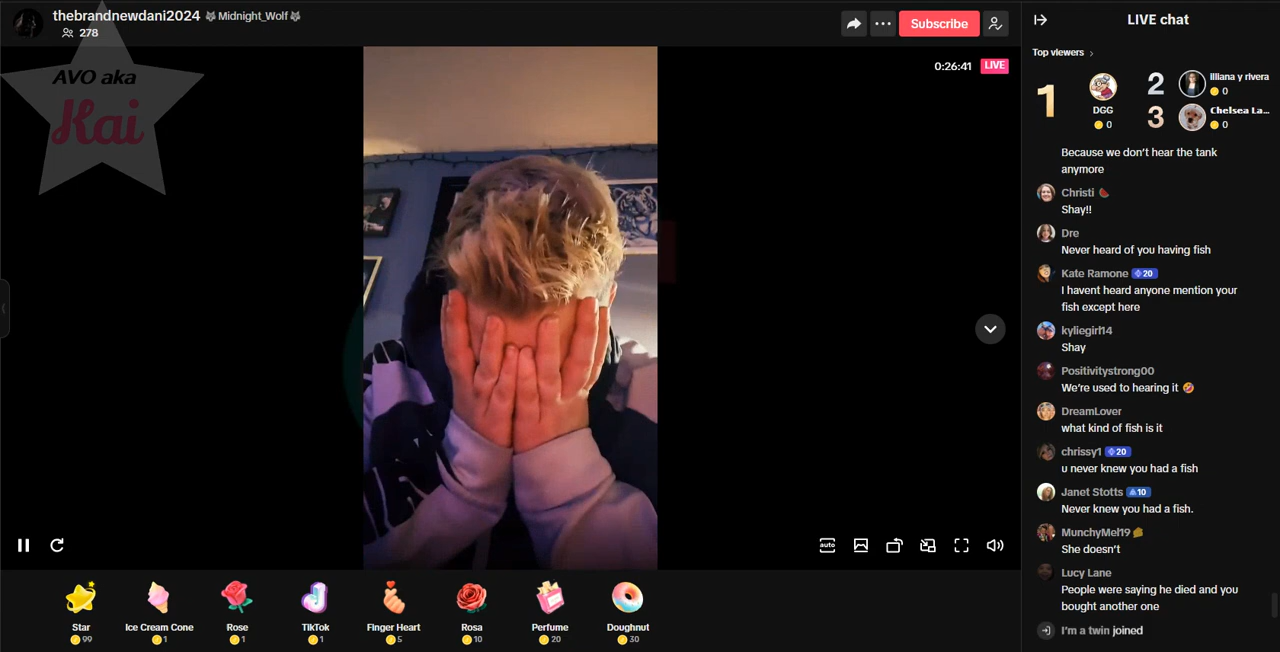 thebrandnewdani2024 🐺Midnight_Wolf🐺
278
Subscribe
AVO aka
Kai
0:26:41 LIVE
LIVE chat
Top viewers
1
DGG
0
2
illiana y rivera
0
3
Chelsea La...
0
Because we don't hear the tank
anymore
Christi 🍉
Shay!!
Dre
Never heard of you having fish
Kate Ramone 20
I havent heard anyone mention your
fish except here
kyliegirl14
Shay
Positivitystrong00
We're used to hearing it 🤣
DreamLover
what kind of fish is it
chrissy1 20
u never knew you had a fish
Janet Stotts 10
Never knew you had a fish.
MunchyMel19 🧀
She doesn't
Lucy Lane
People were saying he died and you
bought another one
I'm a twin joined
auto
Star
99
Ice Cream Cone
1
Rose
1
TikTok
1
Finger Heart
5
Rosa
10
Perfume
20
Doughnut
30